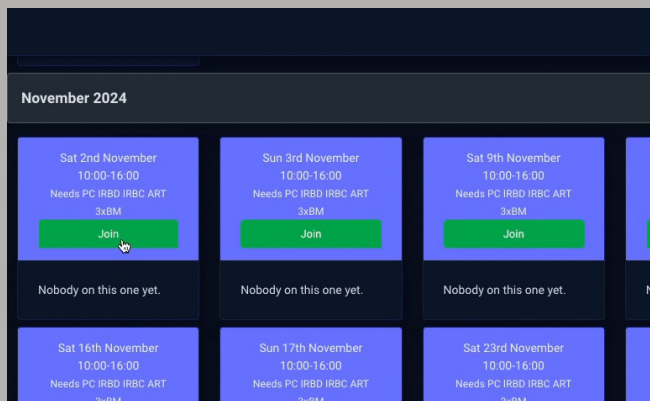 November 2024
Sat 2nd November
10:00-16:00
Needs PC IRBD IRBC ART
3xBM
Join
Nobody on this one yet.
Sun 3rd November
10:00-16:00
Needs PC IRBD IRBC ART
3xBM
Join
Nobody on this one yet.
Sat 9th November
10:00-16:00
Needs PC IRBD IRBC ART
3xBM
Join
Nobody on this one yet.
Sat 16th November
10:00-16:00
Needs PC IRBD IRBC ART
3xBM
Sun 17th November
10:00-16:00
Needs PC IRBD IRBC ART
3xBM
Sat 23rd November
10:00-16:00
Needs PC IRBD IRBC ART
3xBM